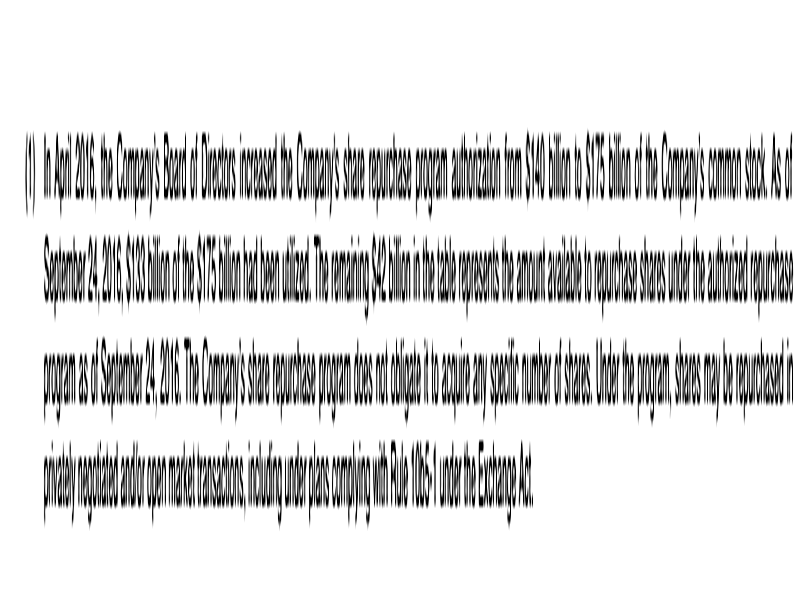 (1) In April 2016, the Company's Board of Directors increased the Company's share repurchase program authorization from $140 billion to $175 billion of the Company's common stock. As of
September 24, 2016, $133 billion of the $175 billion had been utilized. The remaining $42 billion in the table represents the amount available to repurchase shares under the authorized repurchase
program as of September 24, 2016. The Company's share repurchase program does not obligate it to acquire any specific number of shares. Under the program, shares may be repurchased in
privately negotiated and/or open market transactions, including under plans complying with Rule 10b5-1 under the Exchange Act.